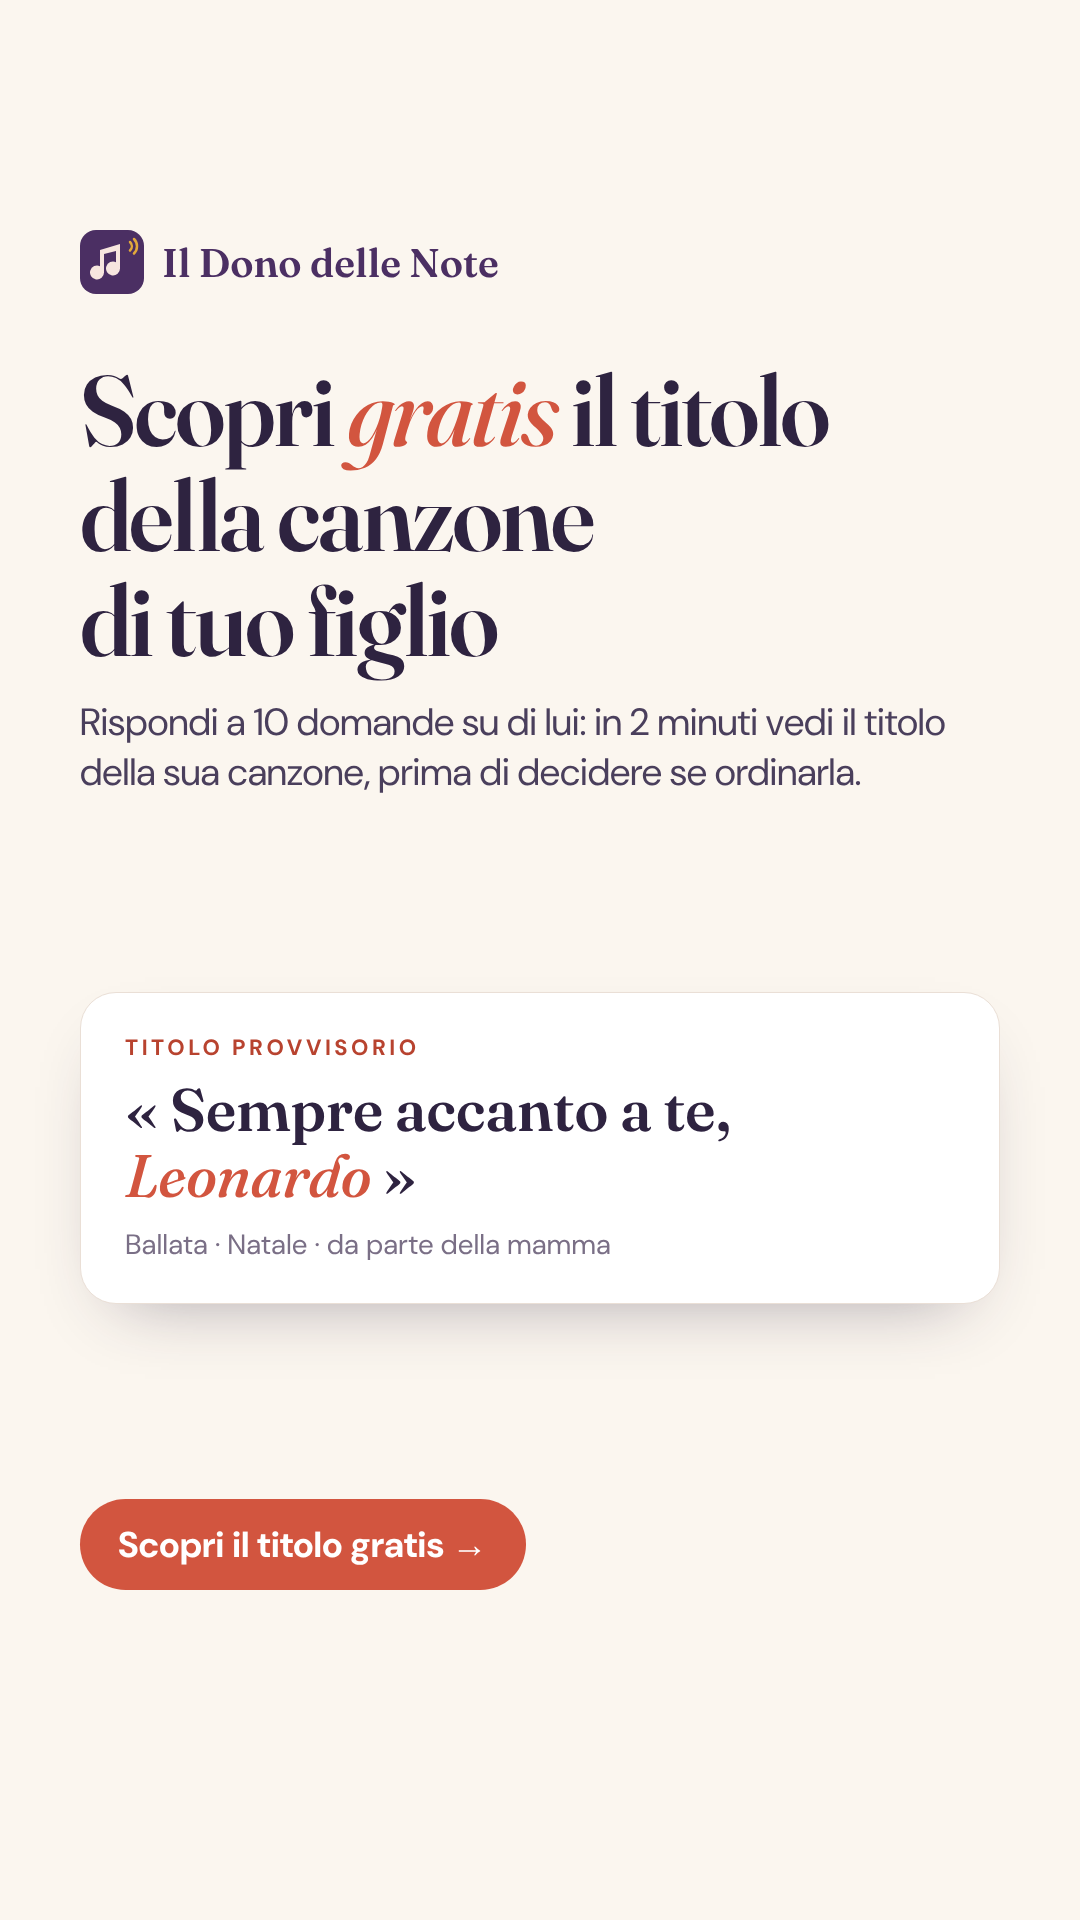 Il Dono delle Note
Scopri gratis il titolo
della canzone
di tuo figlio
Rispondi a 10 domande su di lui: in 2 minuti vedi il titolo
della sua canzone, prima di decidere se ordinarla.
TITOLO PROVVISORIO
« Sempre accanto a te,
Leonardo »
Ballata · Natale · da parte della mamma
Scopri il titolo gratis →